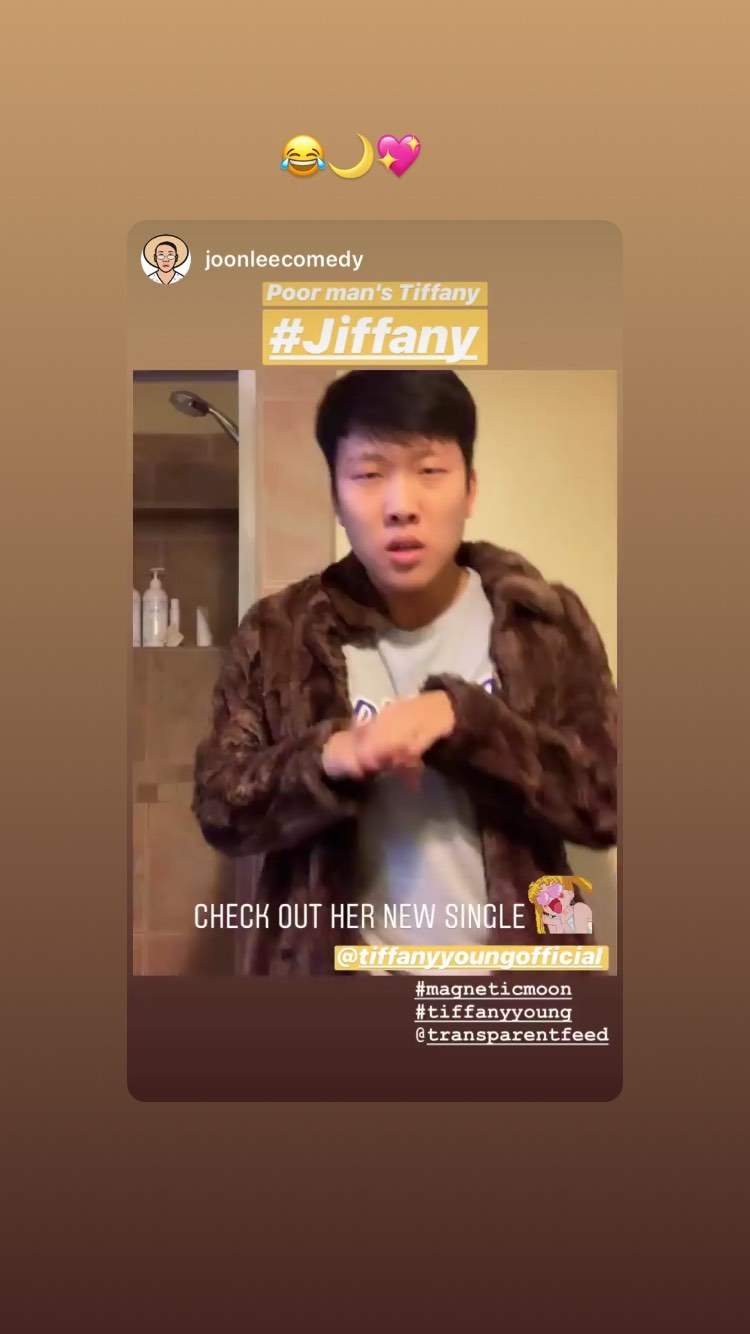 😂🌙💖
joonleecomedy
Poor man's Tiffany
#Jiffany
CHECK OUT HER NEW SINGLE
@tiffanyyoungofficial
#magneticmoon
#tiffanyyoung
@transparentfeed